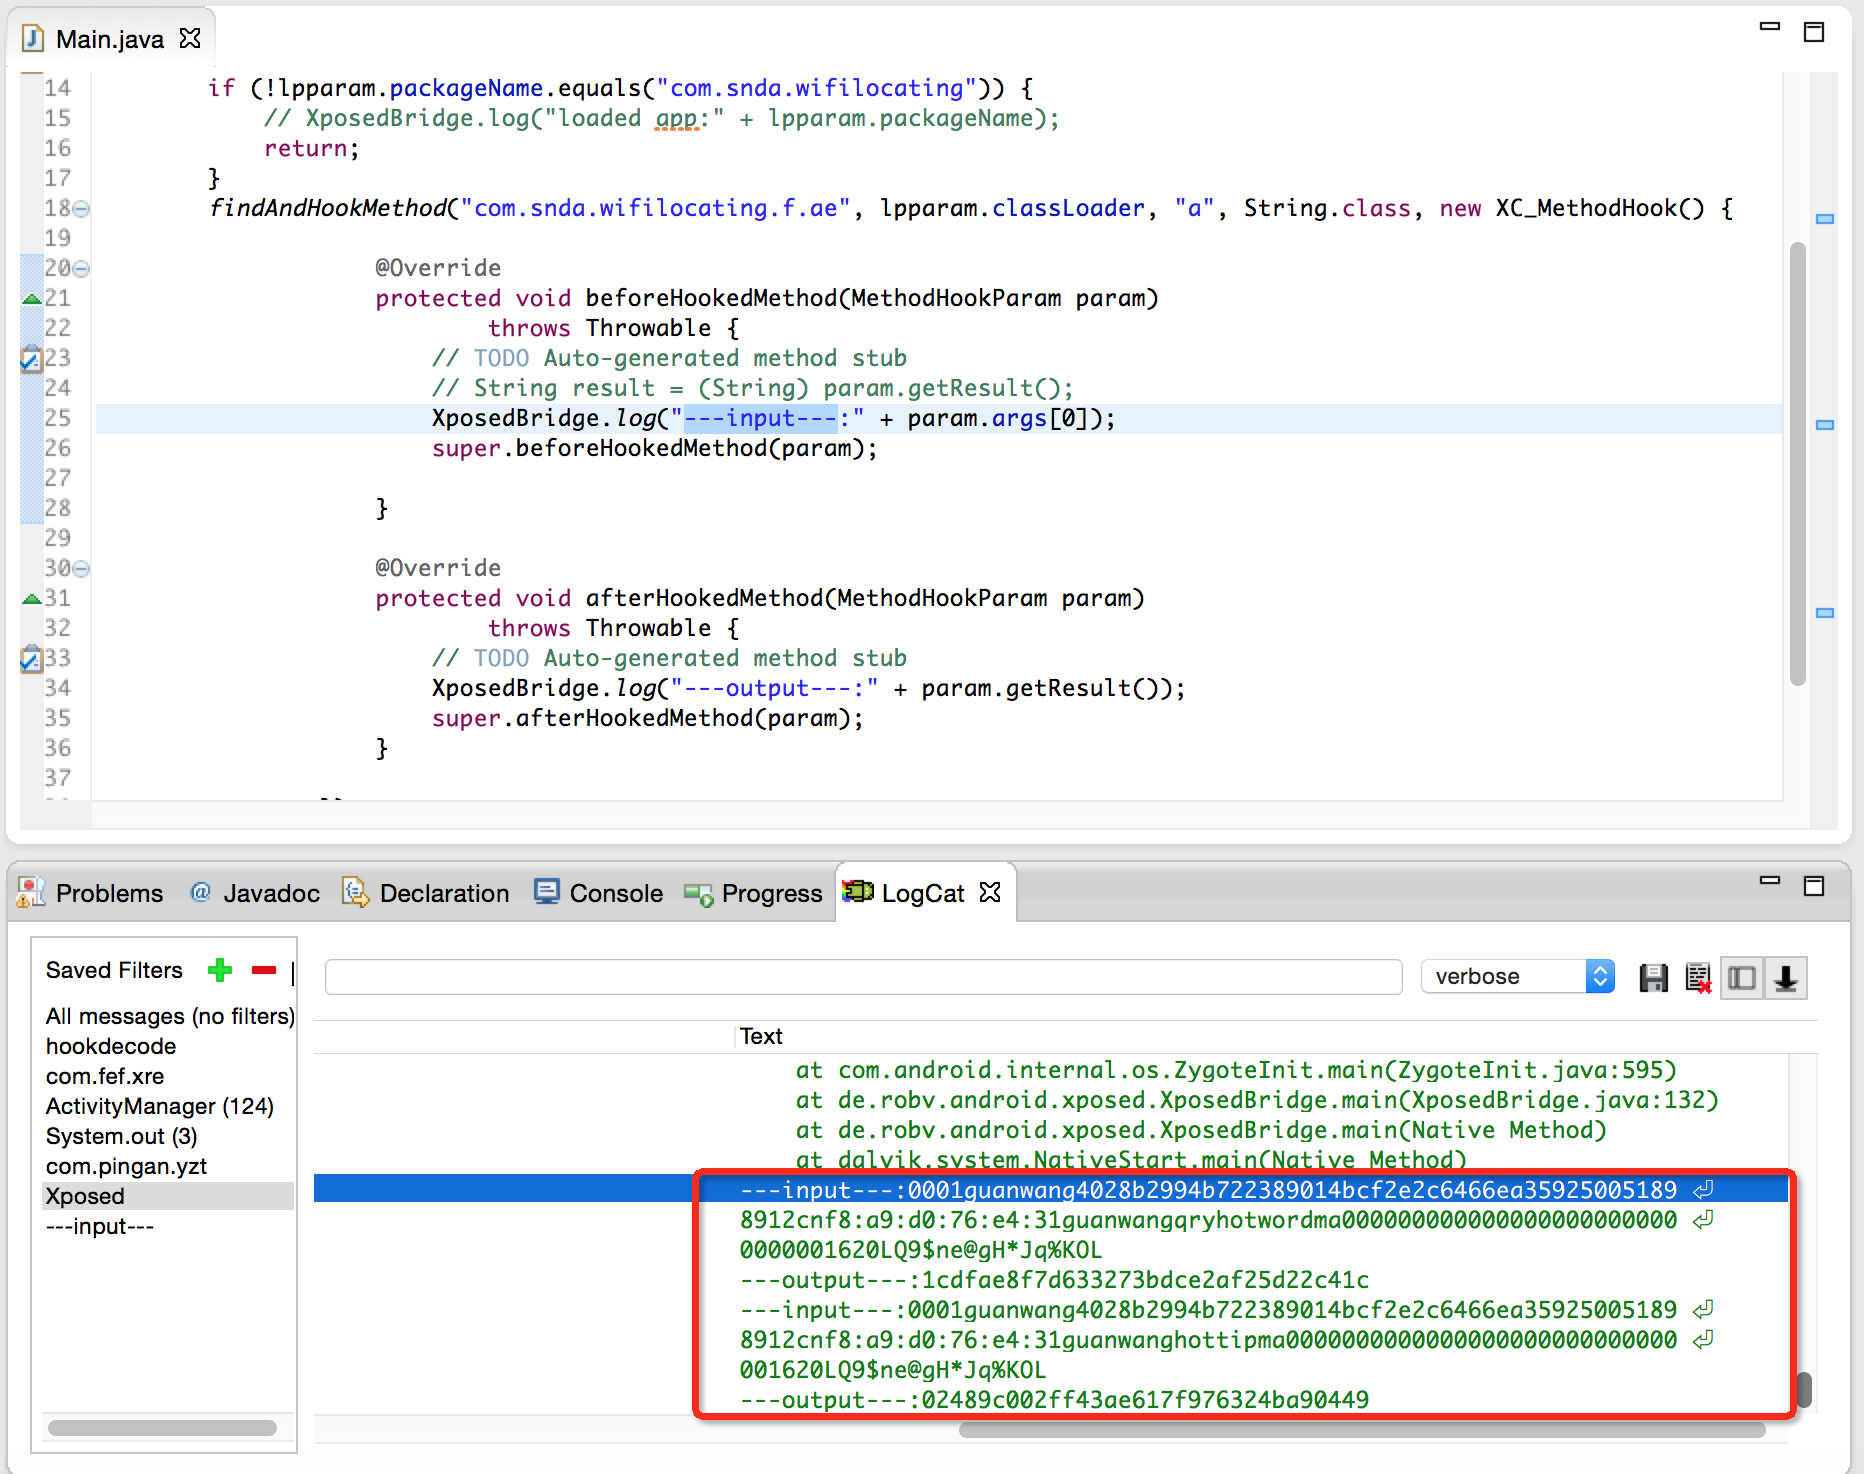 Main.java
14 if (!lpparam.packageName.equals("com.snda.wifilocating")) {
15 // XposedBridge.log("loaded app:" + lpparam.packageName);
16 return;
17 }
18 findAndHookMethod("com.snda.wifilocating.f.ae", lpparam.classLoader, "a", String.class, new XC_MethodHook() {
19
20 @Override
21 protected void beforeHookedMethod(MethodHookParam param)
22 throws Throwable {
23 // TODO Auto-generated method stub
24 // String result = (String) param.getResult();
25 XposedBridge.log("---input---:" + param.args[0]);
26 super.beforeHookedMethod(param);
27
28 }
29
30 @Override
31 protected void afterHookedMethod(MethodHookParam param)
32 throws Throwable {
33 // TODO Auto-generated method stub
34 XposedBridge.log("---output---:" + param.getResult());
35 super.afterHookedMethod(param);
36 }
37
Problems @ Javadoc Declaration Console Progress LogCat
Saved Filters
All messages (no filters)
hookdecode
com.fef.xre
ActivityManager (124)
System.out (3)
com.pingan.yzt
Xposed
---input---
verbose
Text
at com.android.internal.os.ZygoteInit.main(ZygoteInit.java:595)
at de.robv.android.xposed.XposedBridge.main(XposedBridge.java:132)
at de.robv.android.xposed.XposedBridge.main(Native Method)
at dalvik.system.NativeStart.main(Native Method)
---input---:0001guanwang4028b2994b722389014bcf2e2c6466ea35925005189
8912cnf8:a9:d0:76:e4:31guanwangqryhotwordma000000000000000000000000
0000001620LQ9$ne@gH*Jq%KOL
---output---:1cdfae8f7d633273bdce2af25d22c41c
---input---:0001guanwang4028b2994b722389014bcf2e2c6466ea35925005189
8912cnf8:a9:d0:76:e4:31guanwanghottipma0000000000000000000000000000
001620LQ9$ne@gH*Jq%KOL
---output---:02489c002ff43ae617f976324ba90449